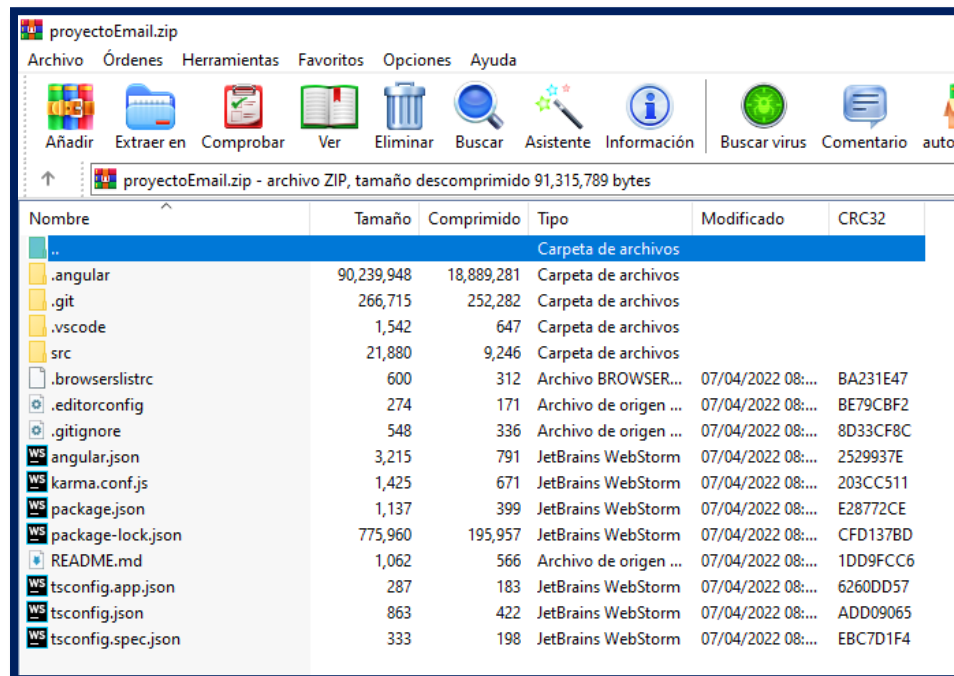 proyectoEmail.zip
Archivo Órdenes Herramientas Favoritos Opciones Ayuda
Añadir Extraer en Comprobar Ver Eliminar Buscar Asistente Información Buscar virus Comentario auto
proyectoEmail.zip - archivo ZIP, tamaño descomprimido 91,315,789 bytes
Nombre Tamaño Comprimido Tipo Modificado CRC32
.. Carpeta de archivos
.angular 90,239,948 18,889,281 Carpeta de archivos
.git 266,715 252,282 Carpeta de archivos
.vscode 1,542 647 Carpeta de archivos
src 21,880 9,246 Carpeta de archivos
.browserslistrc 600 312 Archivo BROWSER... 07/04/2022 08:... BA231E47
.editorconfig 274 171 Archivo de origen ... 07/04/2022 08:... BE79CBF2
.gitignore 548 336 Archivo de origen ... 07/04/2022 08:... 8D33CF8C
WS angular.json 3,215 791 JetBrains WebStorm 07/04/2022 08:... 2529937E
WS karma.conf.js 1,425 671 JetBrains WebStorm 07/04/2022 08:... 203CC511
WS package.json 1,137 399 JetBrains WebStorm 07/04/2022 08:... E28772CE
WS package-lock.json 775,960 195,957 JetBrains WebStorm 07/04/2022 08:... CFD137BD
README.md 1,062 566 Archivo de origen ... 07/04/2022 08:... 1DD9FCC6
WS tsconfig.app.json 287 183 JetBrains WebStorm 07/04/2022 08:... 6260DD57
WS tsconfig.json 863 422 JetBrains WebStorm 07/04/2022 08:... ADD09065
WS tsconfig.spec.json 333 198 JetBrains WebStorm 07/04/2022 08:... EBC7D1F4